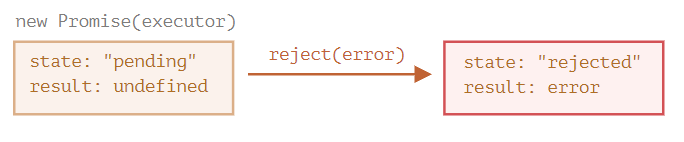 new Promise(executor)
state: "pending"
result: undefined
reject(error)
state: "rejected"
result: error